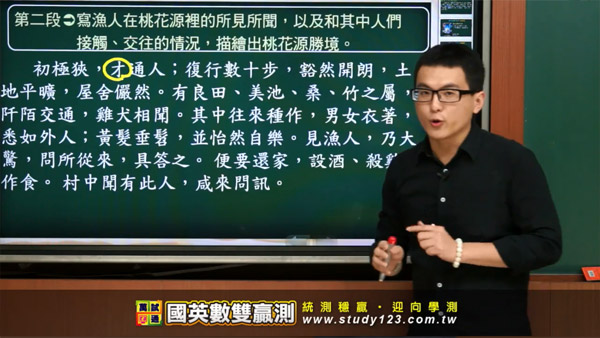 第二段➲寫漁人在桃花源裡的所見所聞，以及和其中人們
接觸、交往的情況，描繪出桃花源勝境。
初極狹，才通人；復行數十步，豁然開朗，土
地平曠，屋舍儼然。有良田、美池、桑、竹之屬，
阡陌交通，雞犬相聞。其中往來種作，男女衣著，
悉如外人；黃髮垂髫，並怡然自樂。見漁人，乃大
驚，問所從來，具答之。便要還家，設酒、殺雞
作食。村中聞有此人，咸來問訊。
國英數雙贏測
統測穩贏・迎向學測
www.study123.com.tw